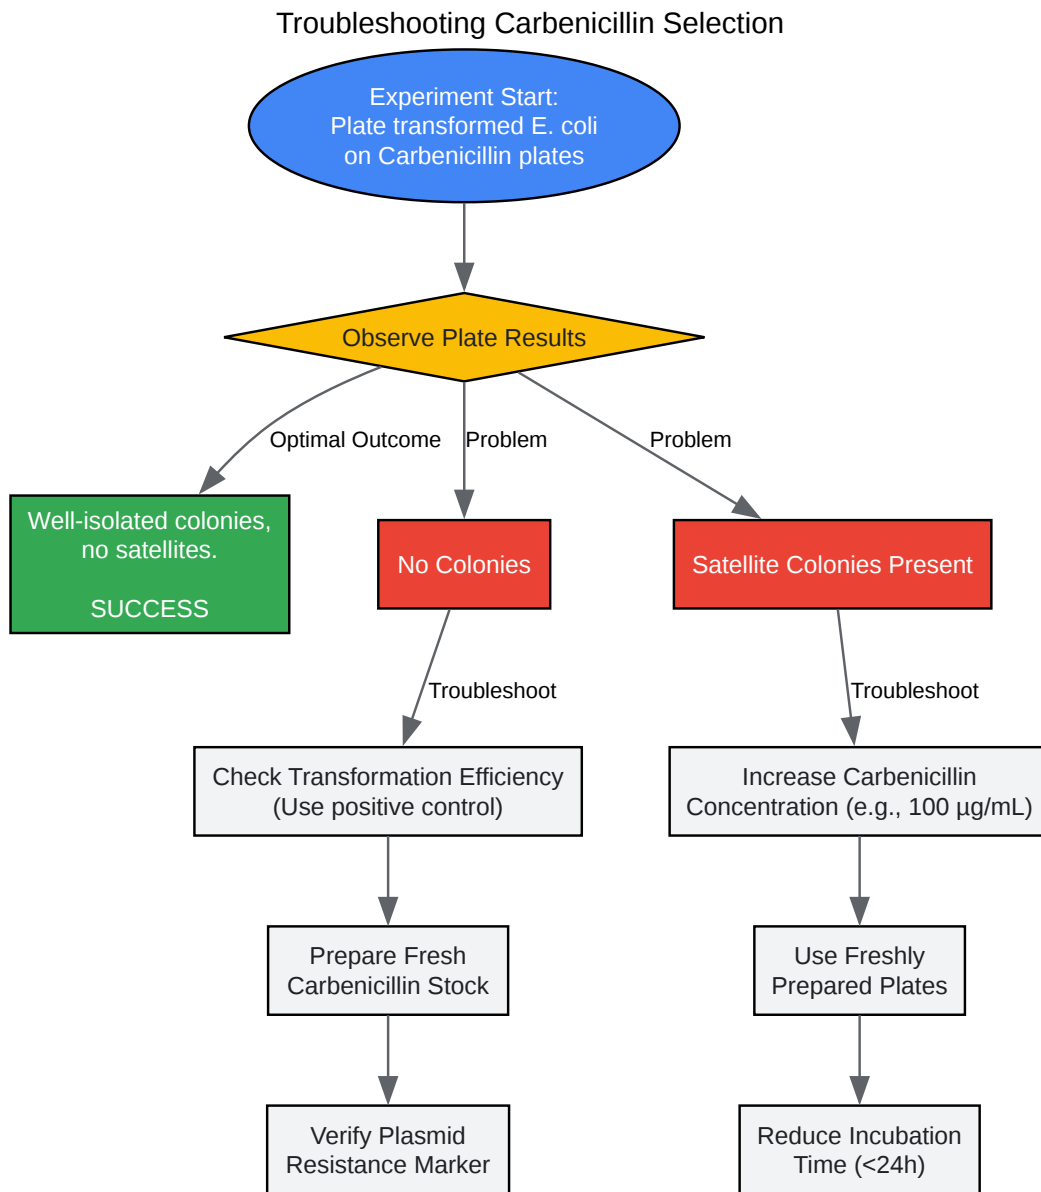 Troubleshooting Carbenicillin Selection
Experiment Start:
Plate transformed E. coli
on Carbenicillin plates
Observe Plate Results
Optimal Outcome
Problem
Problem
Well-isolated colonies,
no satellites.
SUCCESS
No Colonies
Satellite Colonies Present
Troubleshoot
Troubleshoot
Check Transformation Efficiency
(Use positive control)
Increase Carbenicillin
Concentration (e.g., 100 µg/mL)
Prepare Fresh
Carbenicillin Stock
Use Freshly
Prepared Plates
Verify Plasmid
Resistance Marker
Reduce Incubation
Time (<24h)